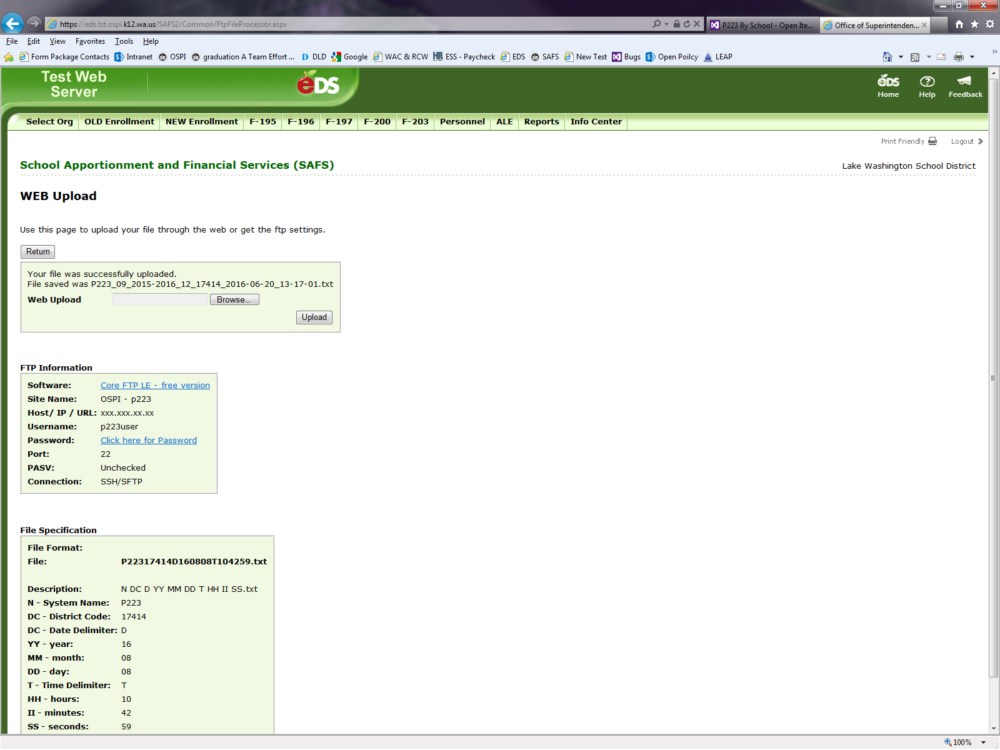 https://eds.tst.ospi.k12.wa.us/SAFS2/Common/FtpFileProcessor.aspx
P223 By School - Open Ite...
Office of Superintenden...
File Edit View Favorites Tools Help
Form Package Contacts Intranet OSPI graduation A Team Effort ... DLD Google WAC & RCW ESS - Paycheck EDS SAFS New Test Bugs Open Poilcy LEAP
Test Web
Server
eDS
eDS
Home Help Feedback
Select Org OLD Enrollment NEW Enrollment F-195 F-196 F-197 F-200 F-203 Personnel ALE Reports Info Center
Print Friendly Logout
School Apportionment and Financial Services (SAFS)
Lake Washington School District
WEB Upload
Use this page to upload your file through the web or get the ftp settings.
Return
Your file was successfully uploaded.
File saved was P223_09_2015-2016_12_17414_2016-06-20_13-17-01.txt
Web Upload Browse...
Upload
FTP Information
Software: Core FTP LE - free version
Site Name: OSPI - p223
Host/ IP / URL: xxx.xxx.xx.xx
Username: p223user
Password: Click here for Password
Port: 22
PASV: Unchecked
Connection: SSH/SFTP
File Specification
File Format:
File: P22317414D160808T104259.txt
Description: N DC D YY MM DD T HH II SS.txt
N - System Name: P223
DC - District Code: 17414
DC - Date Delimiter: D
YY - year: 16
MM - month: 08
DD - day: 08
T - Time Delimiter: T
HH - hours: 10
II - minutes: 42
SS - seconds: 59
100%